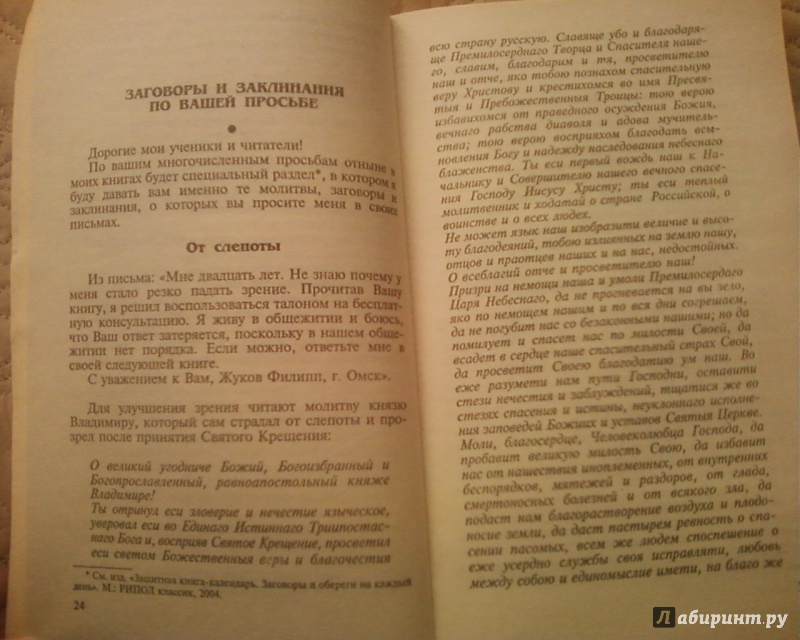 ЗАГОВОРЫ И ЗАКЛИНАНИЯ
ПО ВАШЕЙ ПРОСЬБЕ
Дорогие мои ученики и читатели!
По вашим многочисленным просьбам отныне в
моих книгах будет специальный раздел*, в котором я
буду давать вам именно те молитвы, заговоры и
заклинания, о которых вы просите меня в своих
письмах.
От слепоты
Из письма: «Мне двадцать лет. Не знаю почему у
меня стало резко падать зрение. Прочитав Вашу
книгу, я решил воспользоваться талоном на бесплат-
ную консультацию. Я живу в общежитии и боюсь,
что Ваш ответ затеряется, поскольку в нашем обще-
житии нет порядка. Если можно, ответьте мне в
своей следующей книге.
С уважением к Вам, Жуков Филипп, г. Омск».
Для улучшения зрения читают молитву князю
Владимиру, который сам страдал от слепоты и про-
зрел после принятия Святого Крещения:
О великий угодниче Божий, Богоизбранный и
Богопрославленный, равноапостольный княже
Владимире!
Ты отринул еси зловерие и нечестие языческое,
уверовал еси во Единаго Истиннаго Триипостас-
наго Бога и, восприяв Святое Крещение, просветил
еси светом Божественныя веры и благочестия
* См. изд. «Защитная книга-календарь. Заговоры и обереги на каждый
день». М.: РИПОЛ классик, 2004.
24
всю страну русскую. Славяще убо и благодаря-
ще Премилосерднаго Творца и Спасителя наше-
го, славим, благодарим и тя, просветителю
наш и отче, яко тобою познахом спасительную
веру Христову и крестихомся во имя Пресвя-
тыя и Пребожественныя Троицы: тою верою
избавихомся от праведного осуждения Божия,
вечнаго рабства диавола и адова мучитель-
ства; тою верою восприяхом благодать всы-
новления Богу и надежду наследования небеснаго
блаженства. Ты еси первый вождь наш к На-
чальнику и Совершителю нашего вечного спасе-
ния Господу Иисусу Христу; ты еси теплый
молитвенник и ходатай о стране Российской, о
воинстве и о всех людех.
Не может язык наш изобразити величие и высо-
ту благодеяний, тобою излиянных на землю нашу,
отцов и праотцев наших и на нас, недостойных.
О всеблагий отче и просветителю наш!
Призри на немощи наша и умоли Премилосердаго
Царя Небеснаго, да не прогневается на вы зело,
яко по немощем нашим и по вся дни согрешаем,
да не погубит нас со беззаконными нашими; но да
помилует и спасет нас по милости Своей, да
всадет в сердце наше спасительный страх Свой,
да просветит Своею благодатию ум наш. Во
еже разумети нам пути Господни, оставити
стези нечестия и заблуждений, тщатися же во
стезях спасения и истины, неуклоннаго исполне-
ния заповедей Божиих и уставов Святыя Церкве.
Моли, благосердце, Человеколюбца Господа, да
пробавит великую милость Свою, да избавит
нас от нашествия иноплеменных, от внутренних
беспорядков, мятежей и раздоров, от глада,
смертоносных болезней и от всякого зла, да
подаст нам благорастворение воздуха и плодо-
носие земли, да даст пастырем ревность о спа-
сении пасомых, всем же людем споспешение о
еже усердно службы своя исправляти, любовь
между собою и единомыслие имети, на благо же
Лабиринт.ру